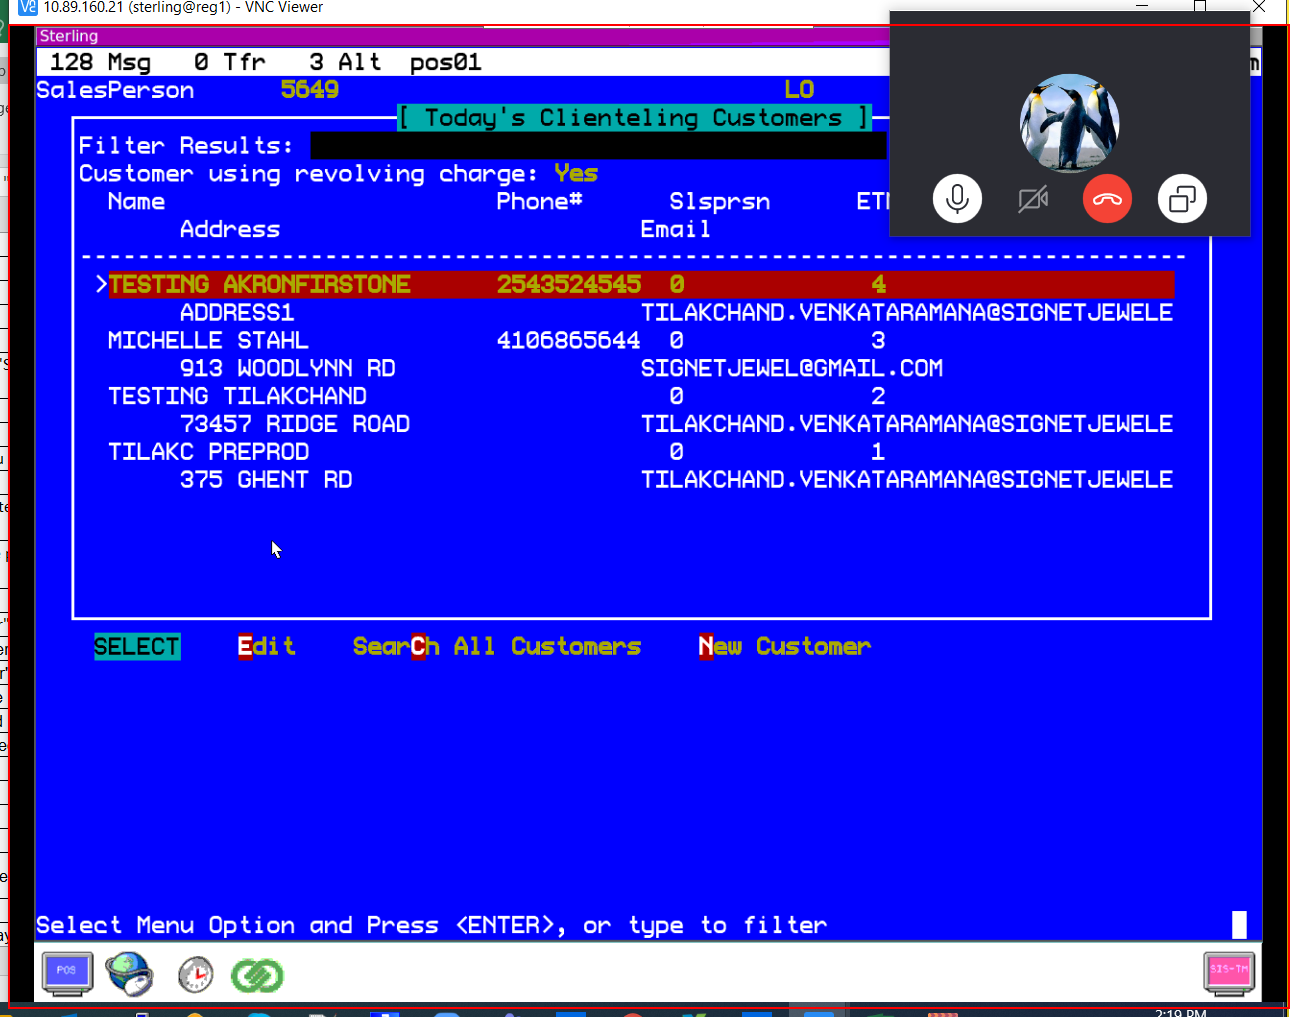 10.89.160.21 (sterling@reg1) - VNC Viewer
Sterling
128 Msg 0 Tfr 3 Alt pos01
SalesPerson 5649 LO
[ Today's Clienteling Customers ]
Filter Results:
Customer using revolving charge: Yes
Name Phone# Slsprsn
Address Email
>TESTING AKRONFIRSTONE 2543524545 0 4
ADDRESS1 TILAKCHAND.VENKATARAMANA@SIGNETJEWELE
MICHELLE STAHL 4106865644 0 3
913 WOODLYNN RD SIGNETJEWEL@GMAIL.COM
TESTING TILAKCHAND 0 2
73457 RIDGE ROAD TILAKCHAND.VENKATARAMANA@SIGNETJEWELE
TILAKC PREPROD 0 1
375 GHENT RD TILAKCHAND.VENKATARAMANA@SIGNETJEWELE
SELECT Edit SearCh All Customers New Customer
Select Menu Option and Press <ENTER>, or type to filter
POS SIS-TM
2:19 PM